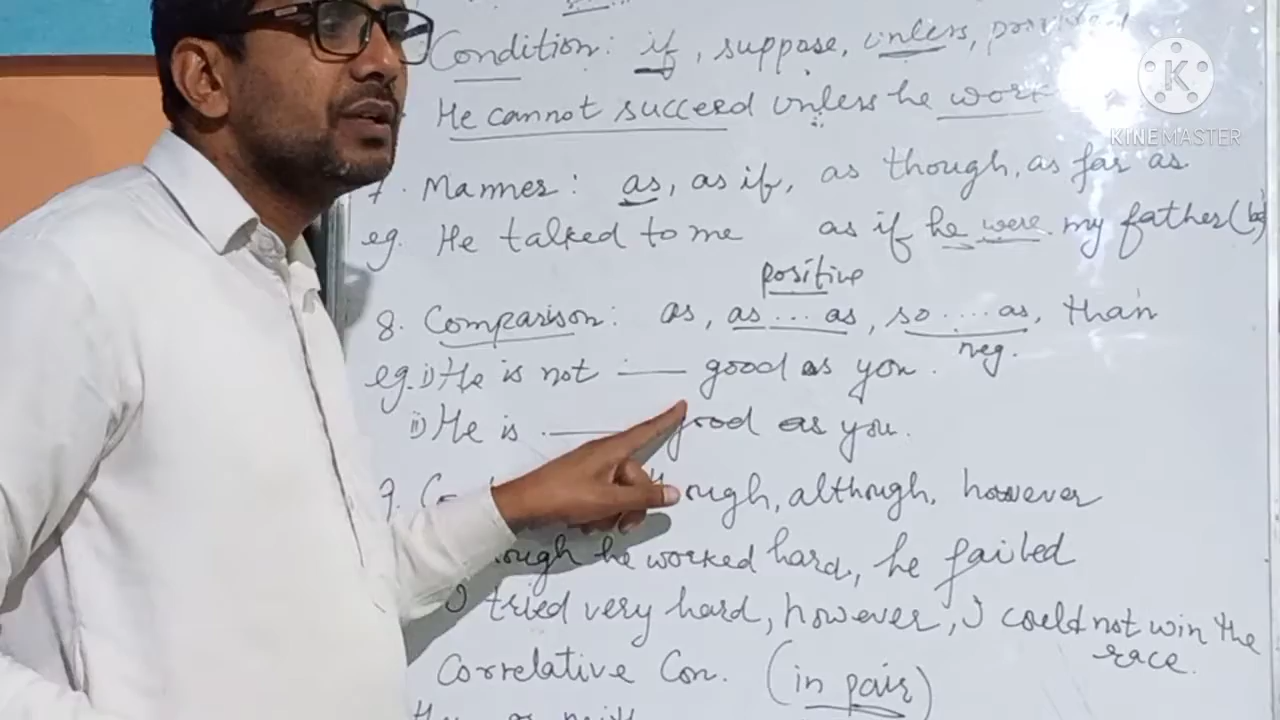 Condition: if, suppose, unless,
He cannot succeed unless he work
KINEMASTER
7. Manner: as, as if, as though, as far as
eg. He talked to me as if he were my father
positive
8. Comparison: as, as ... as, so .... as, than
neg.
eg. i) He is not —— good as you.
ii) He is —— good as you.
9. though, although, however
he worked hard, he failed
I tried very hard, however, I could not win the
race.
Correlative Con. (in pair)